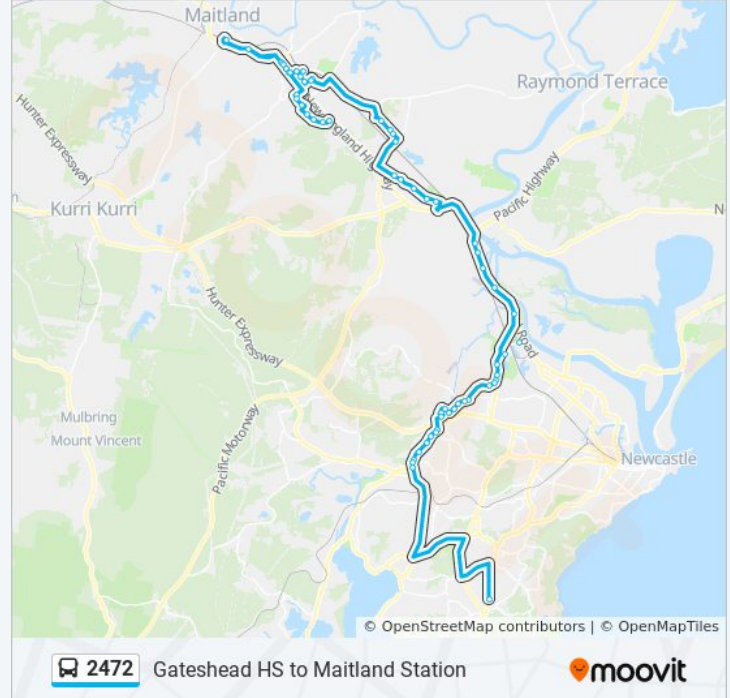 Maitland
Raymond Terrace
Hunter Expressway
New England Highway
Pacific Highway
Kurri Kurri
N
Hunter Expressway
Road
Mulbring
Mount Vincent
Pacific Motorway
Newcastle
© OpenStreetMap contributors | © OpenMapTiles
2472 Gateshead HS to Maitland Station
moovit